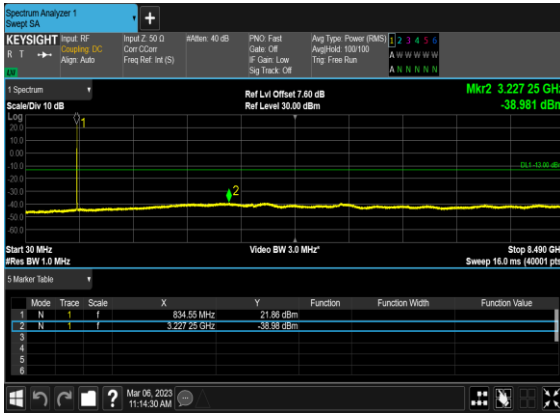 Spectrum Analyzer 1
Swept SA
+
KEYSIGHT Input: RF Input Z: 50 Ω #Atten: 40 dB PNO: Fast Avg Type: Power (RMS) 1 2 3 4 5 6
R T Coupling: DC Corr CCorr Gate: Off Avg|Hold: 100/100 A W W W W W
Align: Auto Freq Ref: Int (S) IF Gain: Low Trig: Free Run
LXI Sig Track: Off A N N N N N
1 Spectrum
Ref Lvl Offset 7.60 dB Mkr2 3.227 25 GHz
Scale/Div 10 dB Ref Level 30.00 dBm -38.981 dBm
Log
1
20.0
10.0
0.00
-10.0
DL1 -13.00 dBm
-20.0
-30.0
2
-40.0
-50.0
-60.0
Start 30 MHz Video BW 3.0 MHz* Stop 8.490 GHz
#Res BW 1.0 MHz Sweep 16.0 ms (40001 pts)
5 Marker Table
Mode Trace Scale X Y Function Function Width Function Value
1 N 1 f 834.55 MHz 21.86 dBm
2 N 1 f 3.227 25 GHz -38.98 dBm
3
4
5
6
? Mar 06, 2023
11:14:30 AM